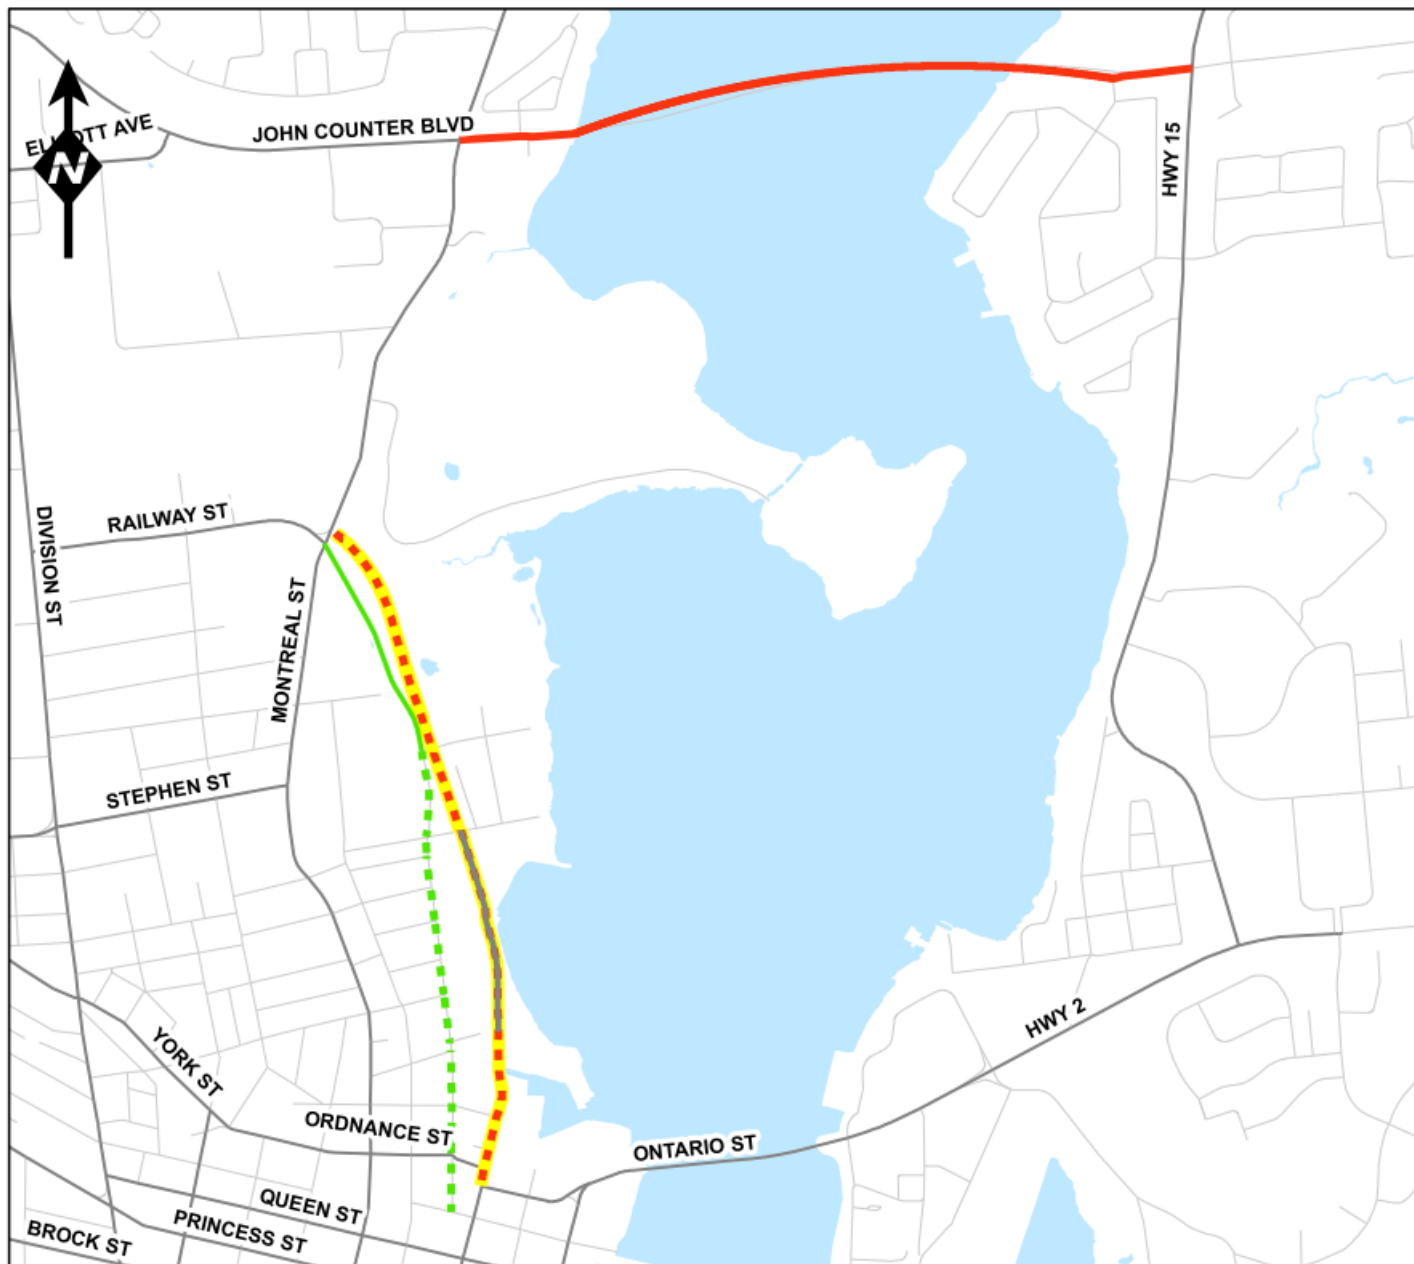 ELLIOTT AVE
JOHN COUNTER BLVD
HWY 15
N
RAILWAY ST
DIVISION ST
MONTREAL ST
STEPHEN ST
HWY 2
YORK ST
ORDNANCE ST
ONTARIO ST
QUEEN ST
PRINCESS ST
BROCK ST